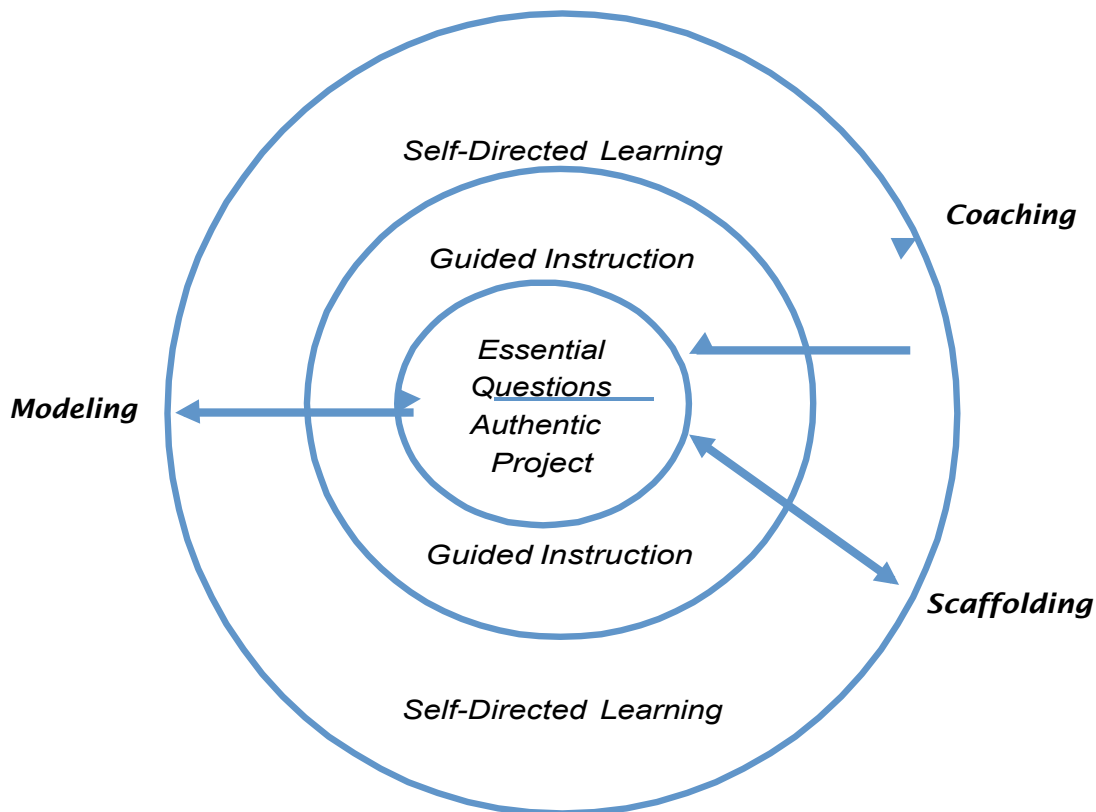 Self-Directed Learning
Coaching
Guided Instruction
Essential
Questions
Modeling
Authentic
Project
Guided Instruction
Scaffolding
Self-Directed Learning